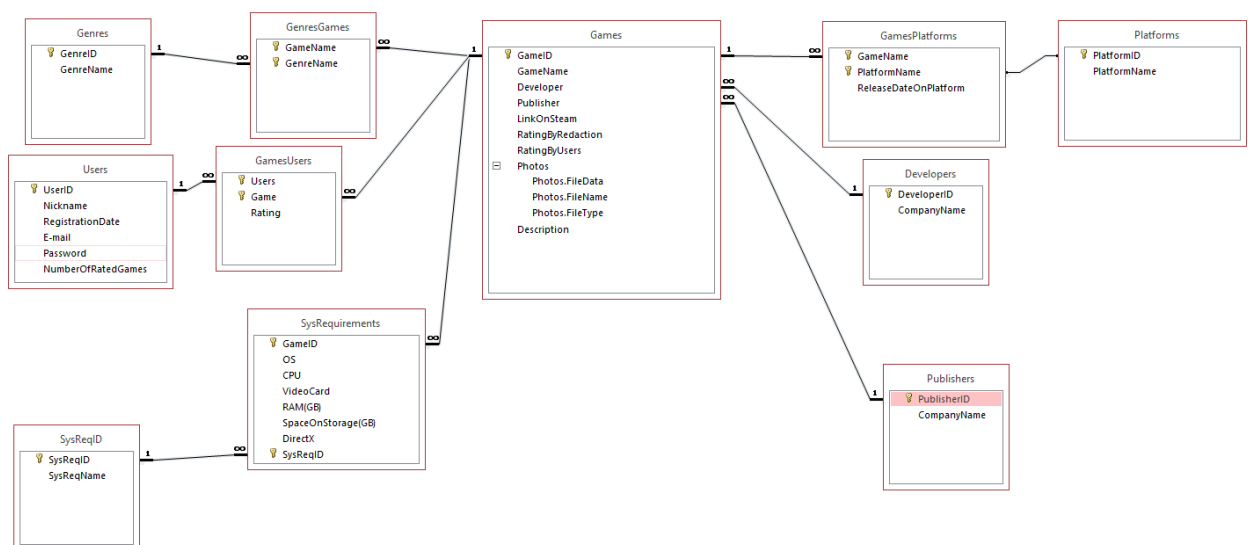 Genres
GenreID
GenreName
GenresGames
GameName
GenreName
Games
GameID
GameName
Developer
Publisher
LinkOnSteam
RatingByRedaction
RatingByUsers
Photos
Photos.FileData
Photos.FileName
Photos.FileType
Description
GamesPlatforms
GameName
PlatformName
ReleaseDateOnPlatform
Platforms
PlatformID
PlatformName
Users
UserID
Nickname
RegistrationDate
E-mail
Password
NumberOfRatedGames
GamesUsers
Users
Game
Rating
Developers
DeveloperID
CompanyName
SysRequirements
GameID
OS
CPU
VideoCard
RAM(GB)
SpaceOnStorage(GB)
DirectX
SysReqID
Publishers
PublisherID
CompanyName
SysReqID
SysReqID
SysReqName
1
∞
∞
1
1
∞
1
∞
∞
∞
∞
1
∞
1
1
∞